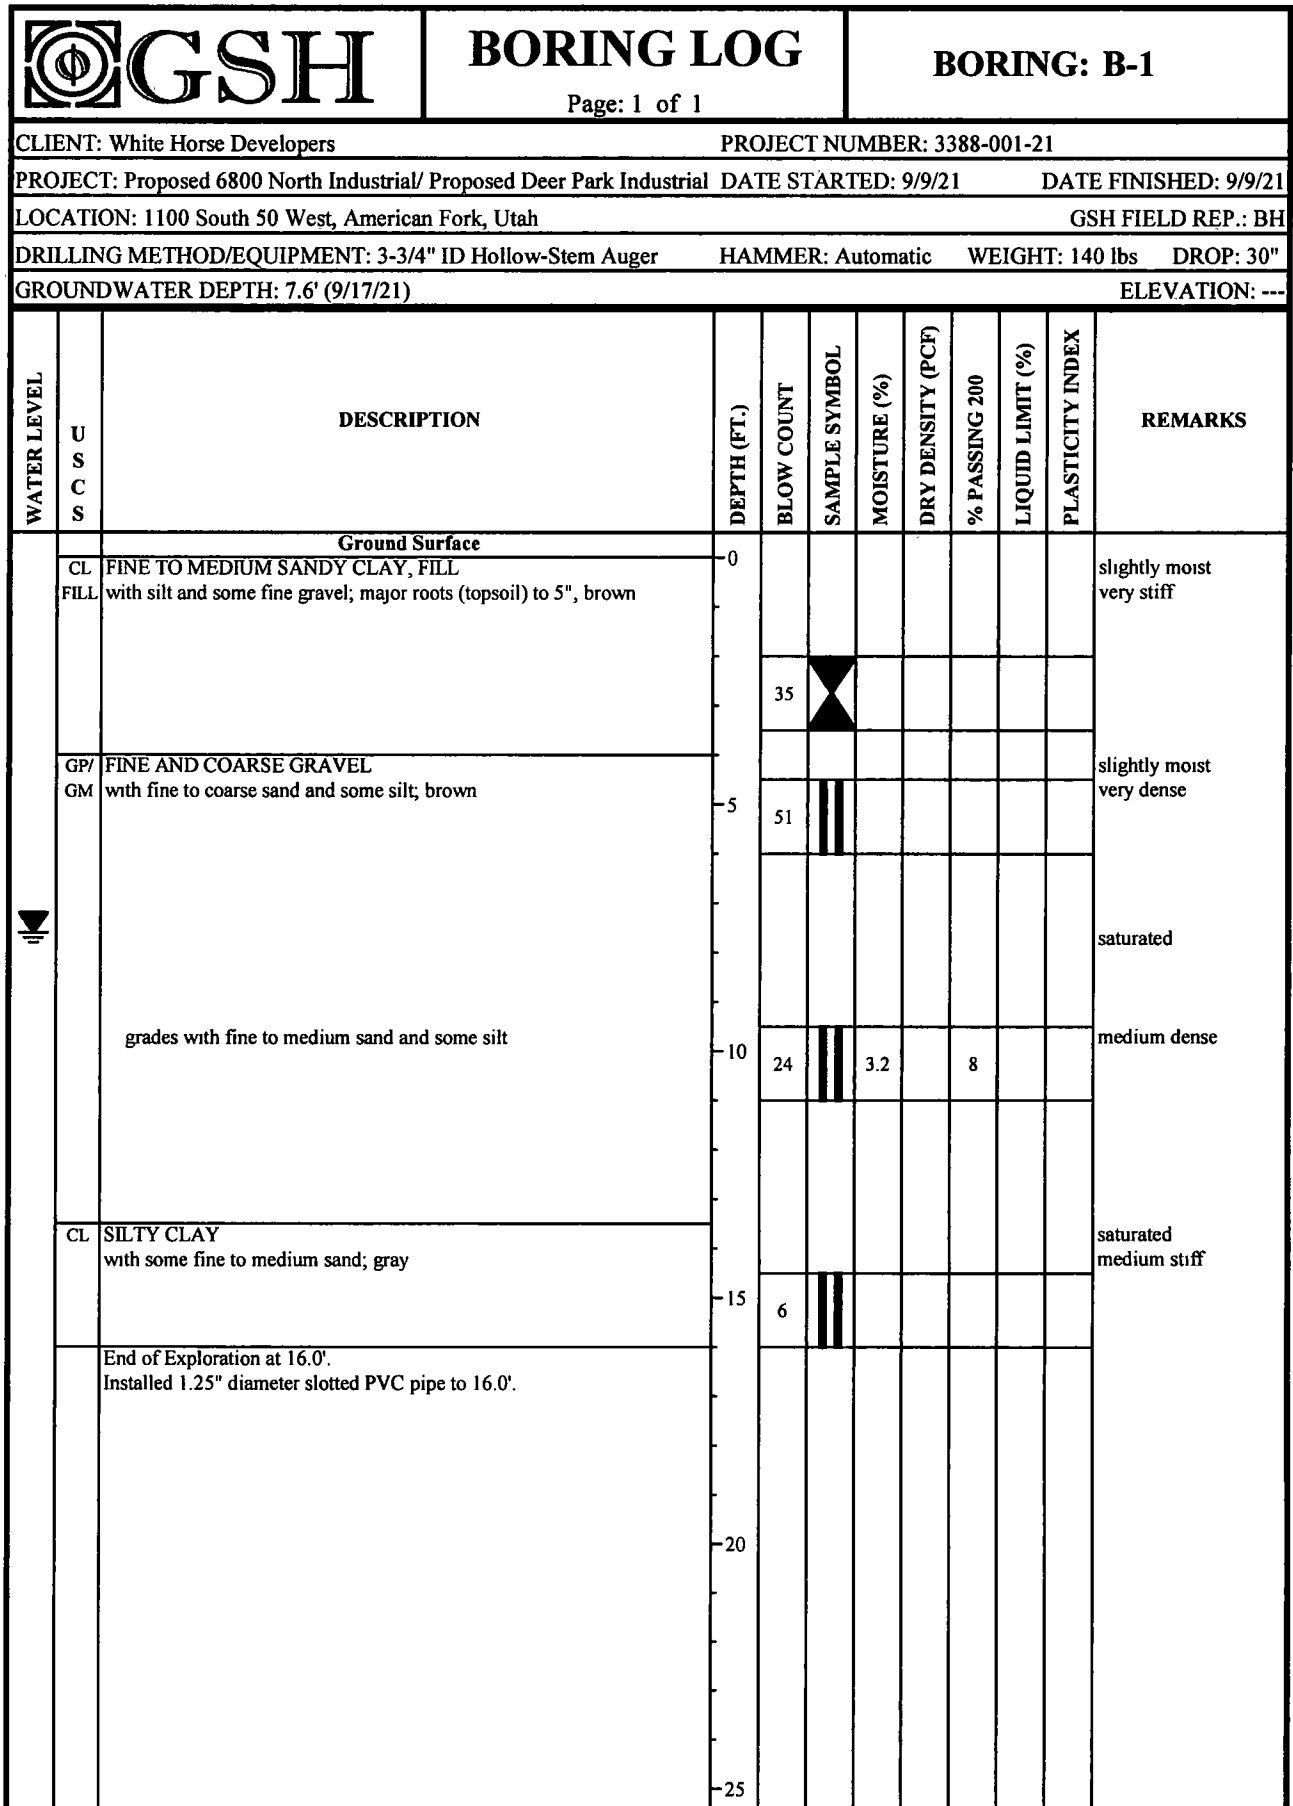 GSH
BORING LOG
Page: 1 of 1
BORING: B-1
CLIENT: White Horse Developers PROJECT NUMBER: 3388-001-21
PROJECT: Proposed 6800 North Industrial/ Proposed Deer Park Industrial DATE STARTED: 9/9/21 DATE FINISHED: 9/9/21
LOCATION: 1100 South 50 West, American Fork, Utah GSH FIELD REP.: BH
DRILLING METHOD/EQUIPMENT: 3-3/4" ID Hollow-Stem Auger HAMMER: Automatic WEIGHT: 140 lbs DROP: 30"
GROUNDWATER DEPTH: 7.6' (9/17/21) ELEVATION: ---
WATER LEVEL
U
S
C
S
DESCRIPTION
DEPTH (FT.)
BLOW COUNT
SAMPLE SYMBOL
MOISTURE (%)
DRY DENSITY (PCF)
% PASSING 200
LIQUID LIMIT (%)
PLASTICITY INDEX
REMARKS
Ground Surface
0
CL FINE TO MEDIUM SANDY CLAY, FILL slightly moist
FILL with silt and some fine gravel; major roots (topsoil) to 5", brown very stiff
35
GP/ FINE AND COARSE GRAVEL slightly moist
GM with fine to coarse sand and some silt; brown very dense
5
51
saturated
grades with fine to medium sand and some silt medium dense
10
24 3.2 8
CL SILTY CLAY saturated
with some fine to medium sand; gray medium stiff
15
6
End of Exploration at 16.0'.
Installed 1.25" diameter slotted PVC pipe to 16.0'.
20
25